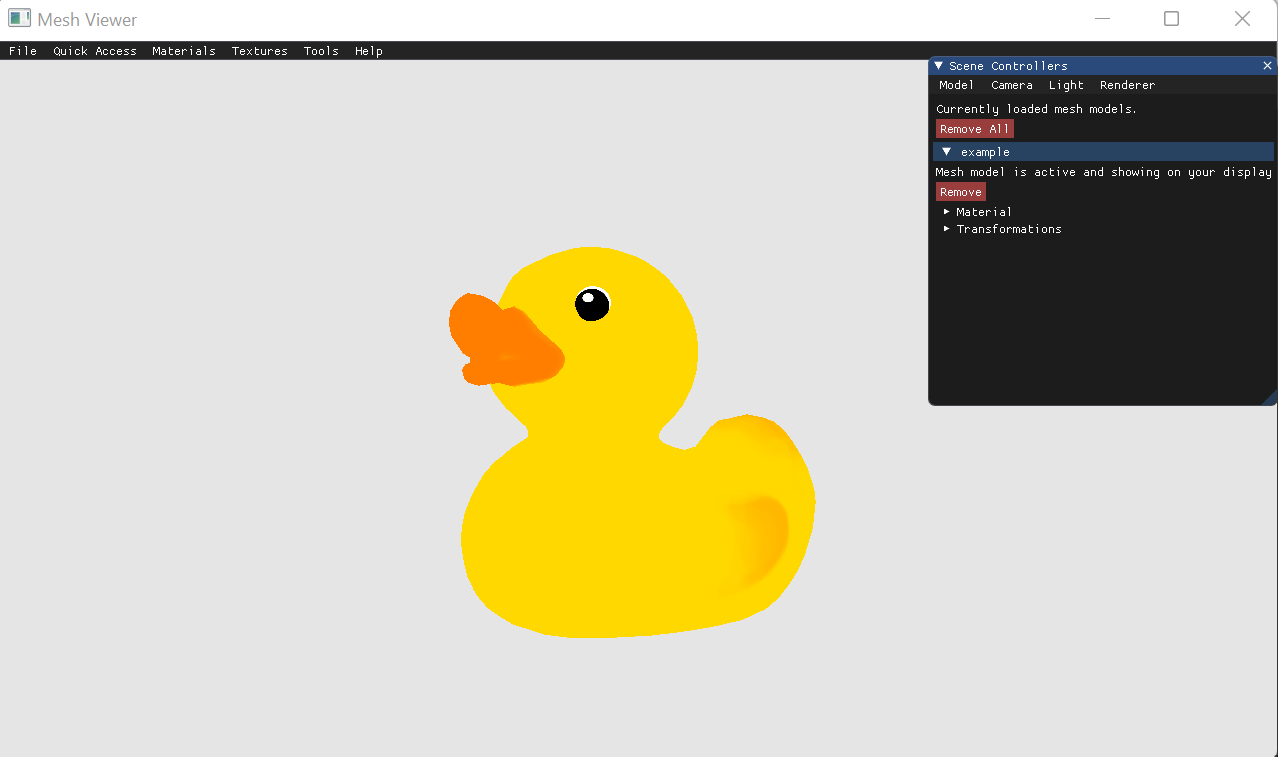 Mesh Viewer
File Quick Access Materials Textures Tools Help
Scene Controllers
Model Camera Light Renderer
Currently loaded mesh models.
Remove All
example
Mesh model is active and showing on your display
Remove
Material
Transformations